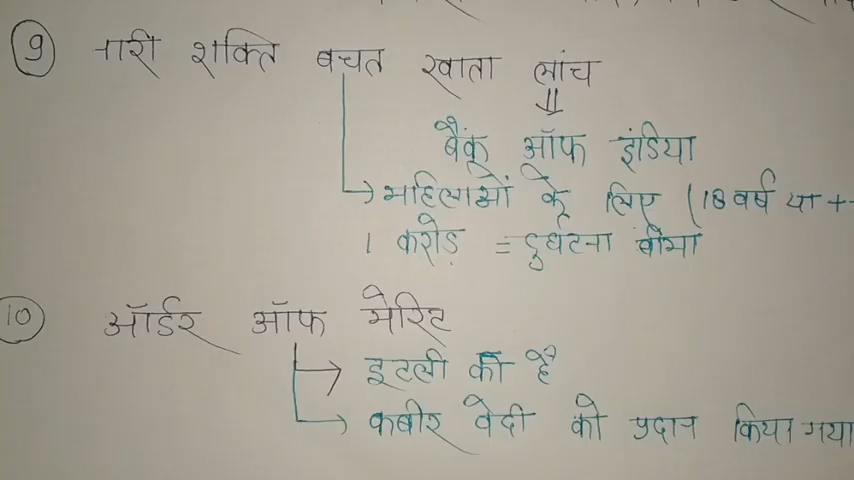 9 नारी शक्ति बचत खाता लांच
बैंक ऑफ इंडिया
महिलाओं के लिए (18 वर्ष या +
1 करोड़ = दुर्घटना बीमा
10 ऑर्डर ऑफ मेरिट
इटली की है
कबीर वेदी को प्रदान किया गया